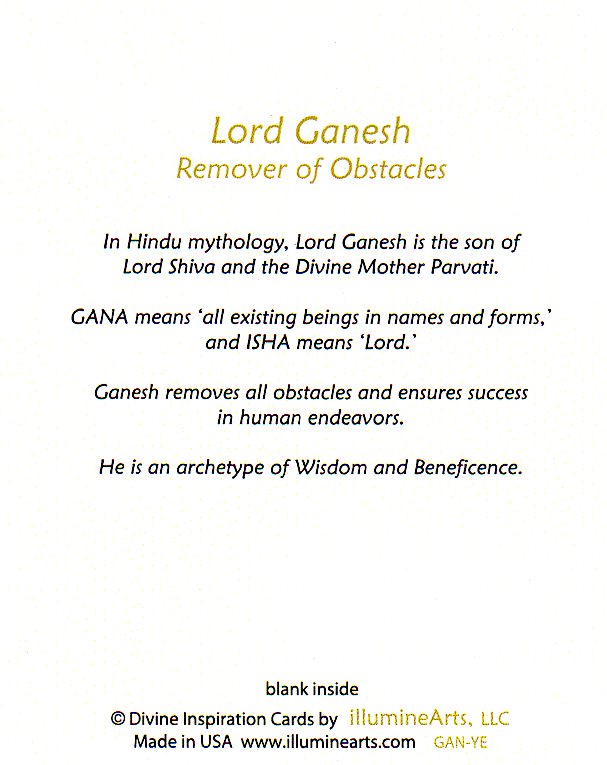 Lord Ganesh
Remover of Obstacles
In Hindu mythology, Lord Ganesh is the son of
Lord Shiva and the Divine Mother Parvati.
GANA means ‘all existing beings in names and forms,’
and ISHA means ‘Lord.’
Ganesh removes all obstacles and ensures success
in human endeavors.
He is an archetype of Wisdom and Beneficence.
blank inside
© Divine Inspiration Cards by illumineArts, LLC
Made in USA www.illuminearts.com GAN-YE